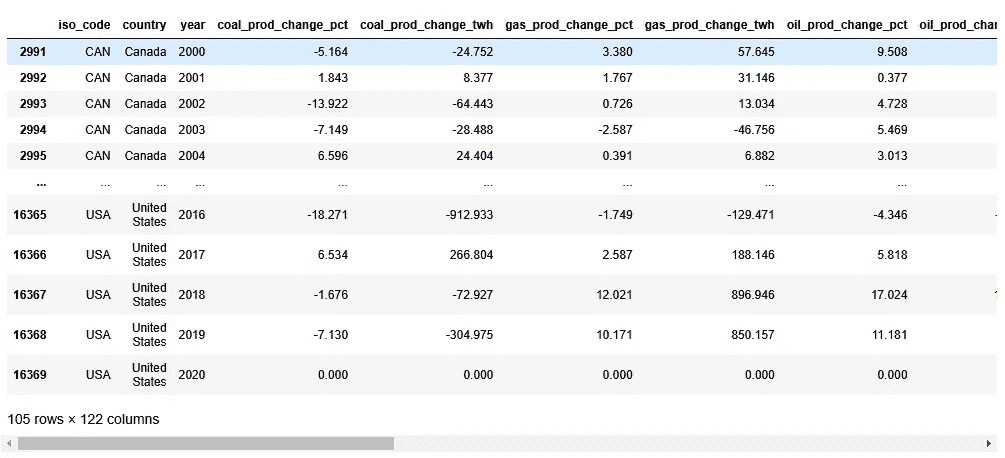 iso_code country year coal_prod_change_pct coal_prod_change_twh gas_prod_change_pct gas_prod_change_twh oil_prod_change_pct oil_prod_char
2991 CAN Canada 2000 -5.164 -24.752 3.380 57.645 9.508
2992 CAN Canada 2001 1.843 8.377 1.767 31.146 0.377
2993 CAN Canada 2002 -13.922 -64.443 0.726 13.034 4.728
2994 CAN Canada 2003 -7.149 -28.488 -2.587 -46.756 5.469
2995 CAN Canada 2004 6.596 24.404 0.391 6.882 3.013
... ... ... ... ... ... ... ... ...
16365 USA United States 2016 -18.271 -912.933 -1.749 -129.471 -4.346
16366 USA United States 2017 6.534 266.804 2.587 188.146 5.818
16367 USA United States 2018 -1.676 -72.927 12.021 896.946 17.024
16368 USA United States 2019 -7.130 -304.975 10.171 850.157 11.181
16369 USA United States 2020 0.000 0.000 0.000 0.000 0.000
105 rows × 122 columns